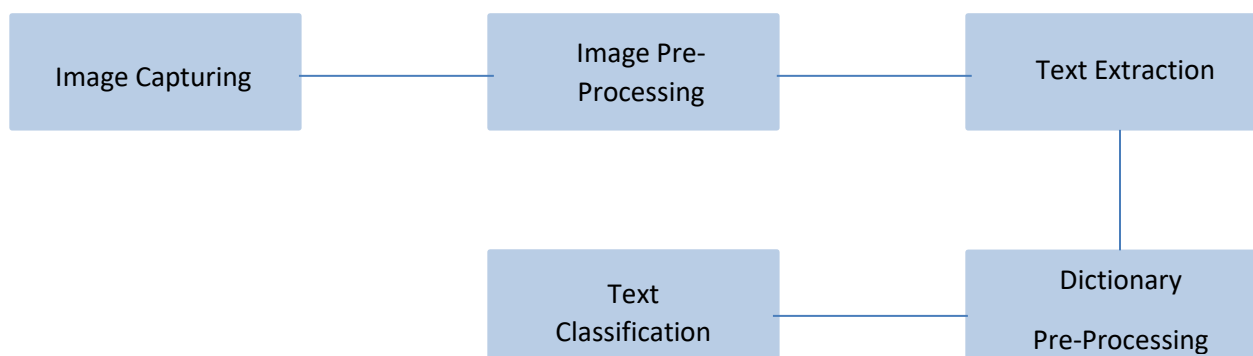 Image Capturing
Image Pre-
Processing
Text Extraction
Dictionary
Pre-Processing
Text
Classification